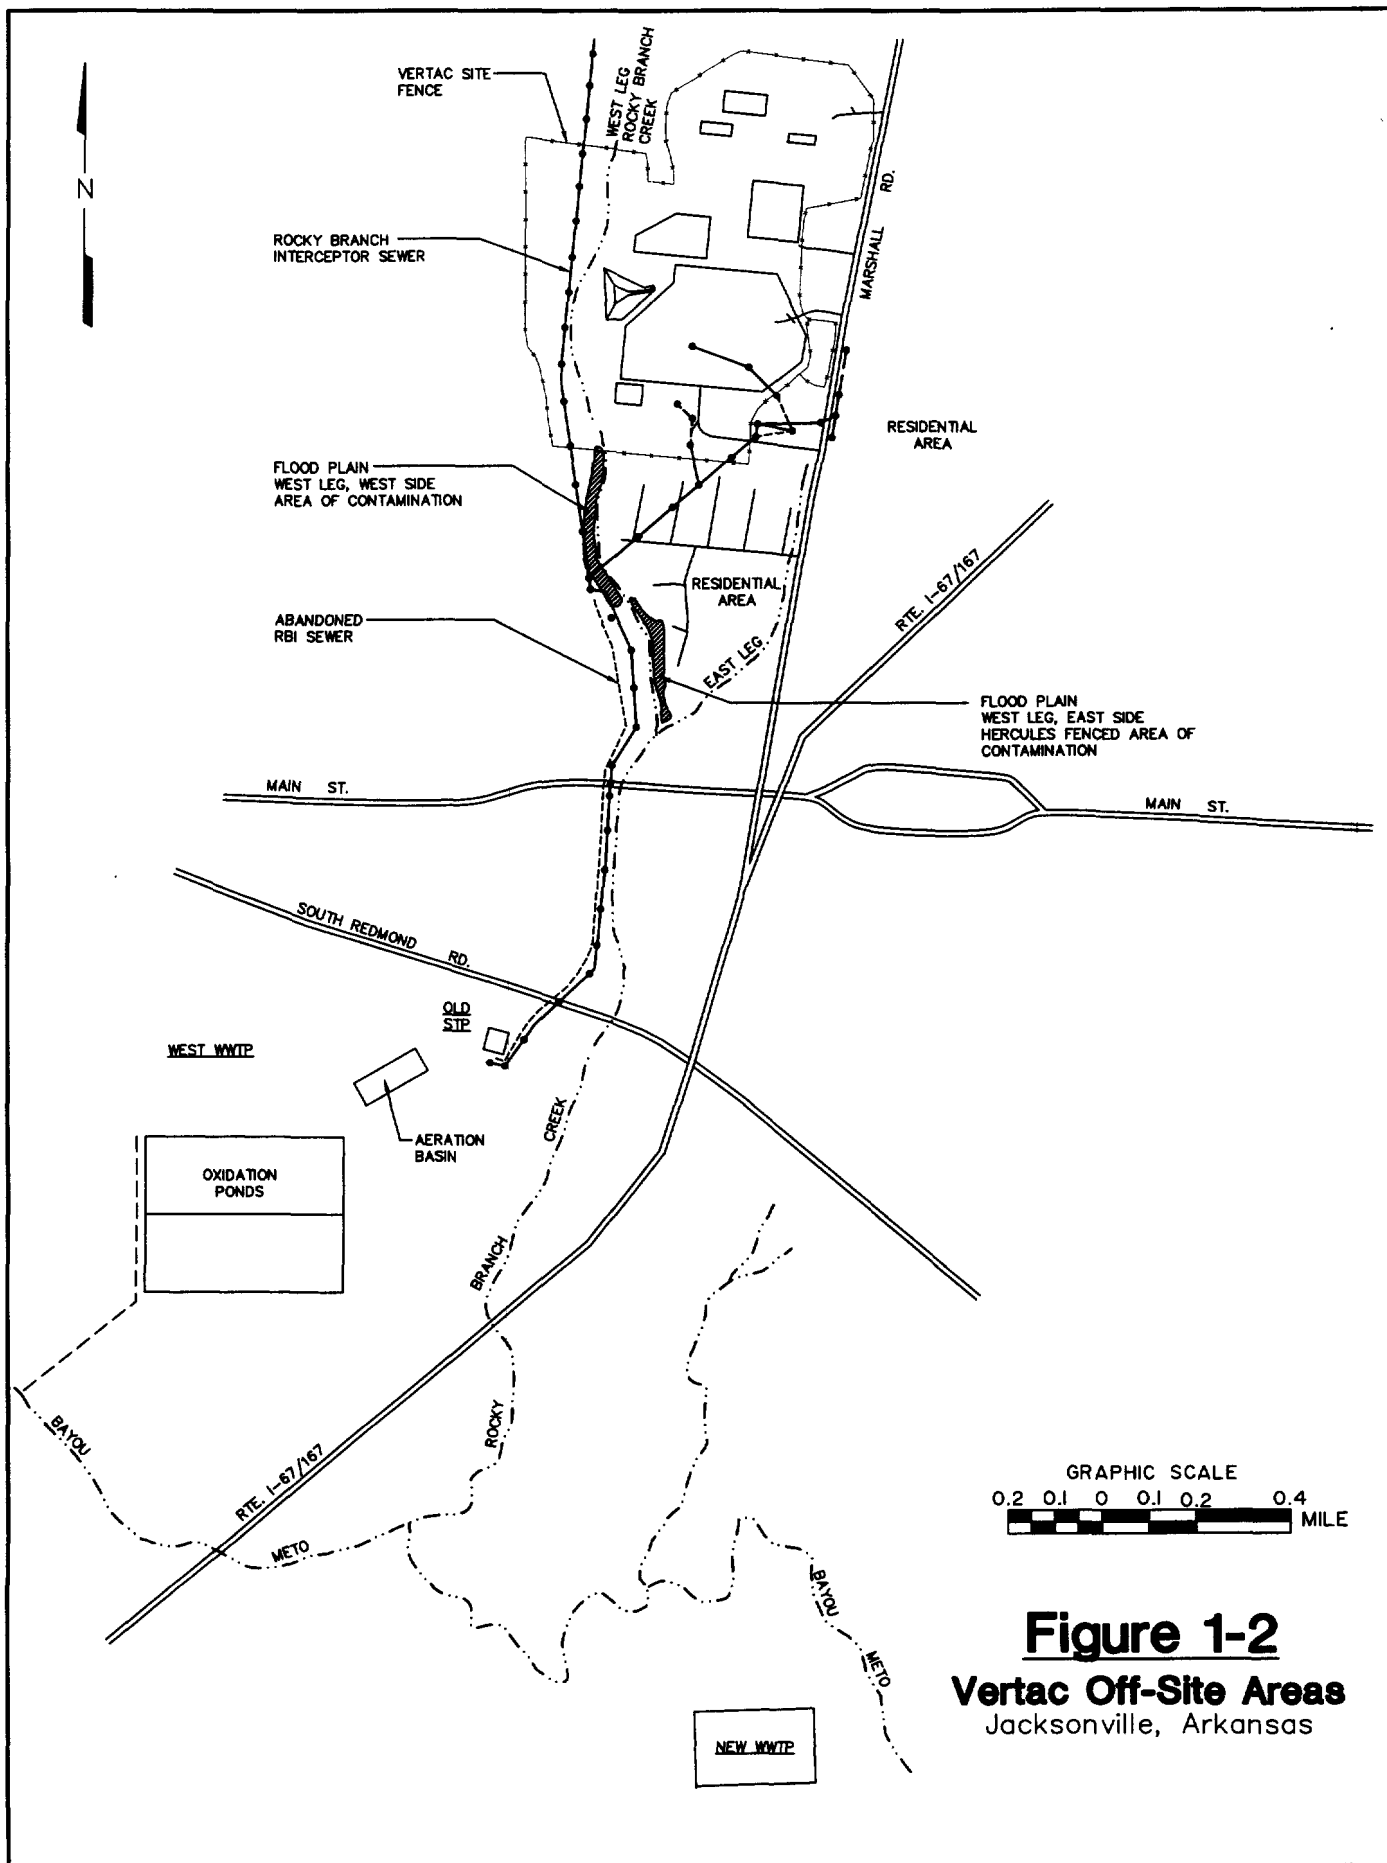 VERTAC SITE
FENCE
WEST LEG
ROCKY BRANCH
CREEK
N
MARSHALL RD.
ROCKY BRANCH
INTERCEPTOR SEWER
RESIDENTIAL
AREA
FLOOD PLAIN
WEST LEG, WEST SIDE
AREA OF CONTAMINATION
RTE. I-67/167
RESIDENTIAL
AREA
ABANDONED
RBI SEWER
EAST LEG
FLOOD PLAIN
WEST LEG, EAST SIDE
HERCULES FENCED AREA OF
CONTAMINATION
MAIN ST.
MAIN ST.
SOUTH REDMOND RD.
OLD
STP
WEST WWTP
AERATION
BASIN
OXIDATION
PONDS
ROCKY BRANCH CREEK
BAYOU METO
RTE. I-67/167
BAYOU METO
GRAPHIC SCALE
0.2 0.1 0 0.1 0.2 0.4
MILE
NEW WWTP
Figure 1-2
Vertac Off-Site Areas
Jacksonville, Arkansas